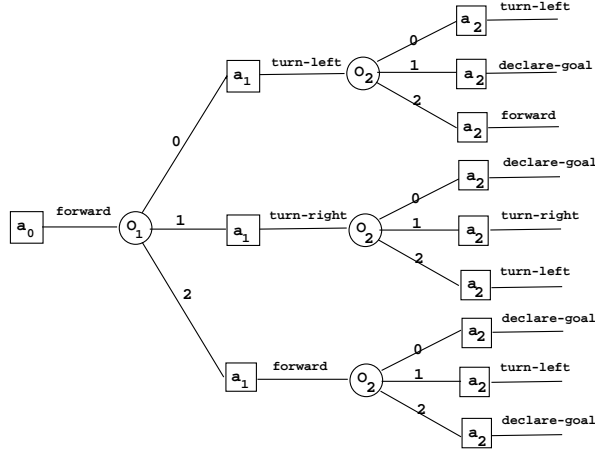 turn-left
0
a2
turn-left
1
declare-goal
a1
O2
a2
2
forward
0
a2
declare-goal
a2
0
forward
1
turn-right
1
turn-right
a0
O1
a1
O2
a2
2
turn-left
2
a2
declare-goal
a2
forward
0
turn-left
1
a1
O2
a2
2
declare-goal
a2